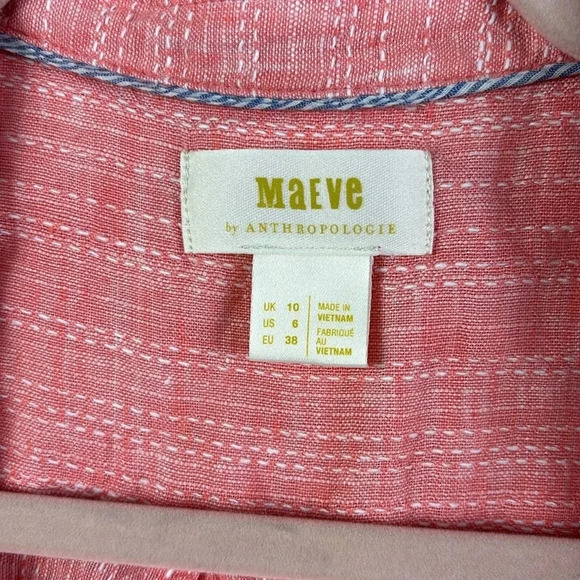 MaEve
by ANTHROPOLOGIE
UK 10
US 6
EU 38
MADE IN
VIETNAM
FABRIQUÉ
AU
VIETNAM